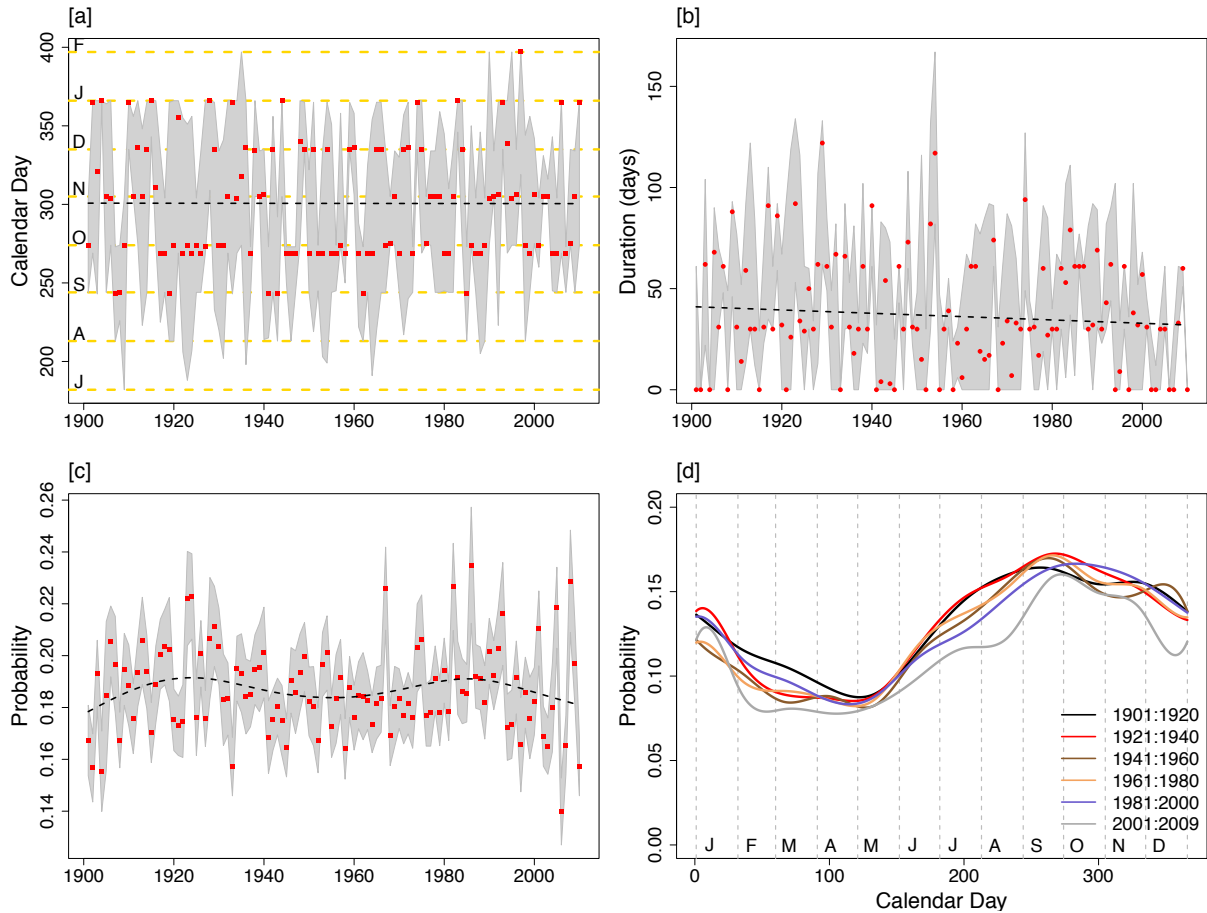 [a]
Calendar Day
400
350
300
250
200
F
J
D
N
O
S
A
J
1900 1920 1940 1960 1980 2000
[b]
Duration (days)
150
100
50
0
1900 1920 1940 1960 1980 2000
[c]
Probability
0.26
0.24
0.22
0.20
0.18
0.16
0.14
1900 1920 1940 1960 1980 2000
[d]
Probability
0.20
0.15
0.10
0.05
0.00
1901:1920
1921:1940
1941:1960
1961:1980
1981:2000
2001:2009
J F M A M J J A S O N D
0 100 200 300
Calendar Day